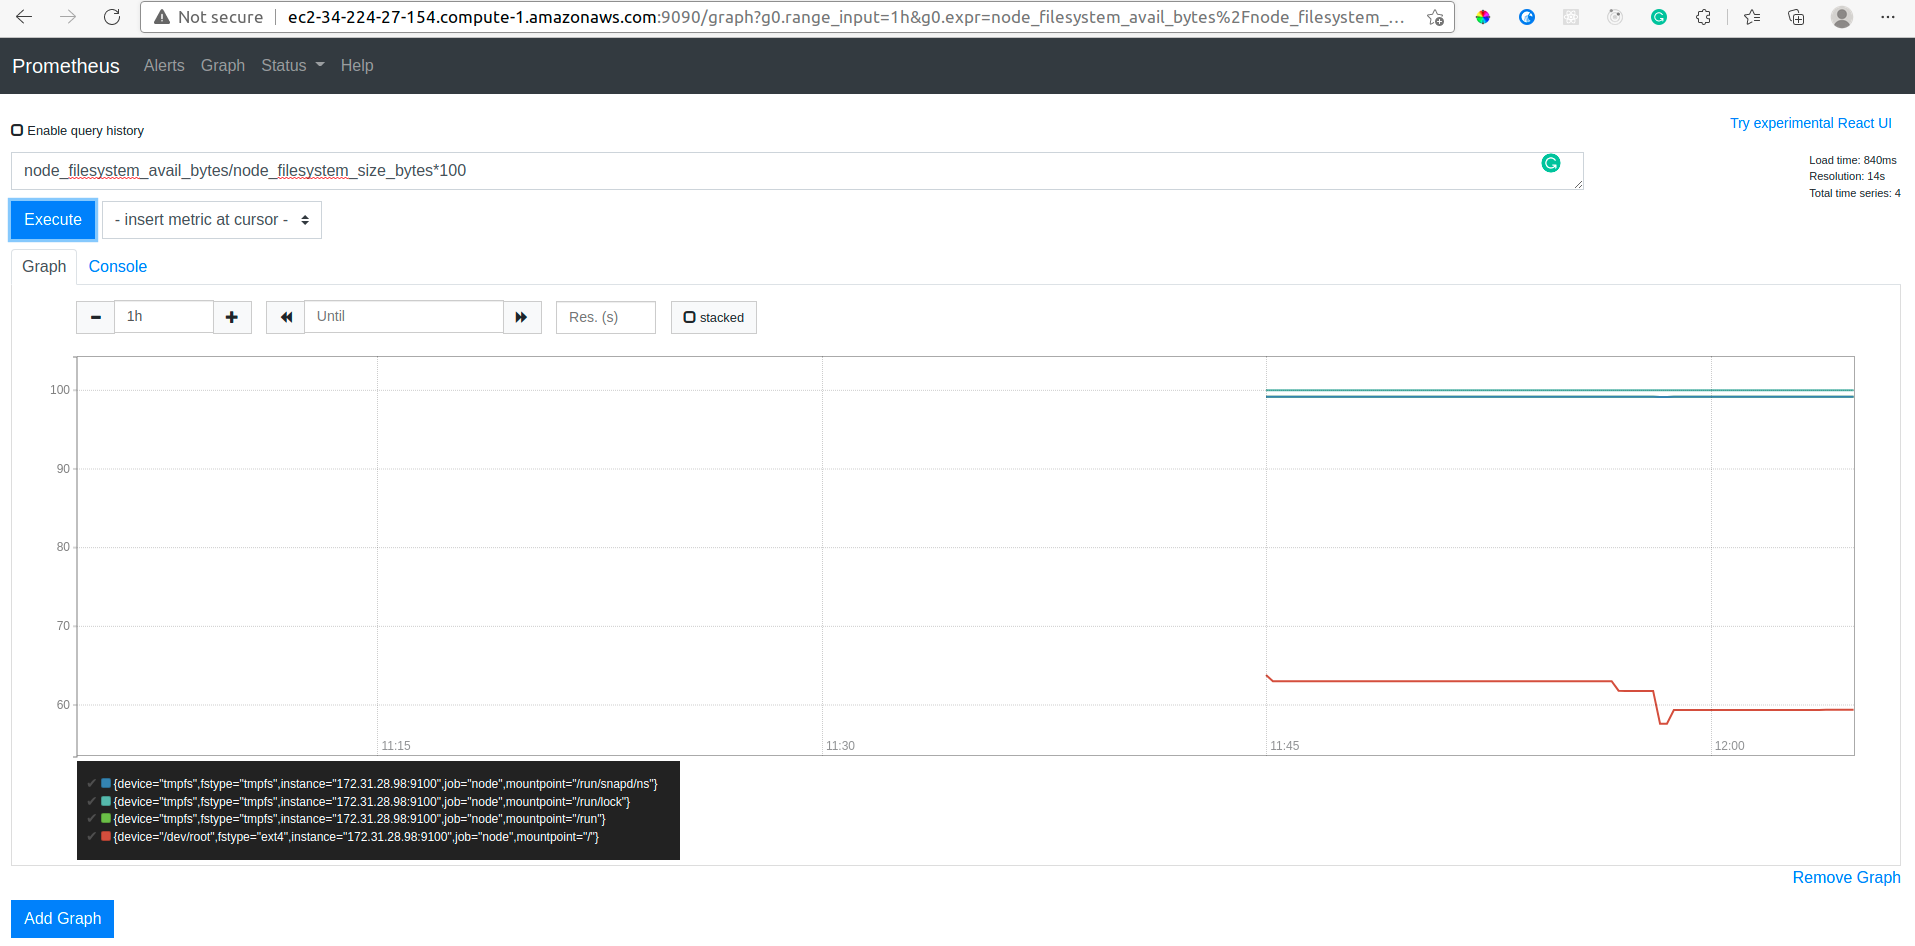 Not secure
ec2-34-224-27-154.compute-1.amazonaws.com:9090/graph?g0.range_input=1h&g0.expr=node_filesystem_avail_bytes%2Fnode_filesystem_...
Prometheus Alerts Graph Status Help
Enable query history
Try experimental React UI
node_filesystem_avail_bytes/node_filesystem_size_bytes*100
Load time: 840ms
Resolution: 14s
Total time series: 4
Execute
- insert metric at cursor -
Graph Console
1h Until Res. (s) stacked
100
90
80
70
60
11:15 11:30 11:45 12:00
{device="tmpfs",fstype="tmpfs",instance="172.31.28.98:9100",job="node",mountpoint="/run/snapd/ns"}
{device="tmpfs",fstype="tmpfs",instance="172.31.28.98:9100",job="node",mountpoint="/run/lock"}
{device="tmpfs",fstype="tmpfs",instance="172.31.28.98:9100",job="node",mountpoint="/run"}
{device="/dev/root",fstype="ext4",instance="172.31.28.98:9100",job="node",mountpoint="/"}
Remove Graph
Add Graph